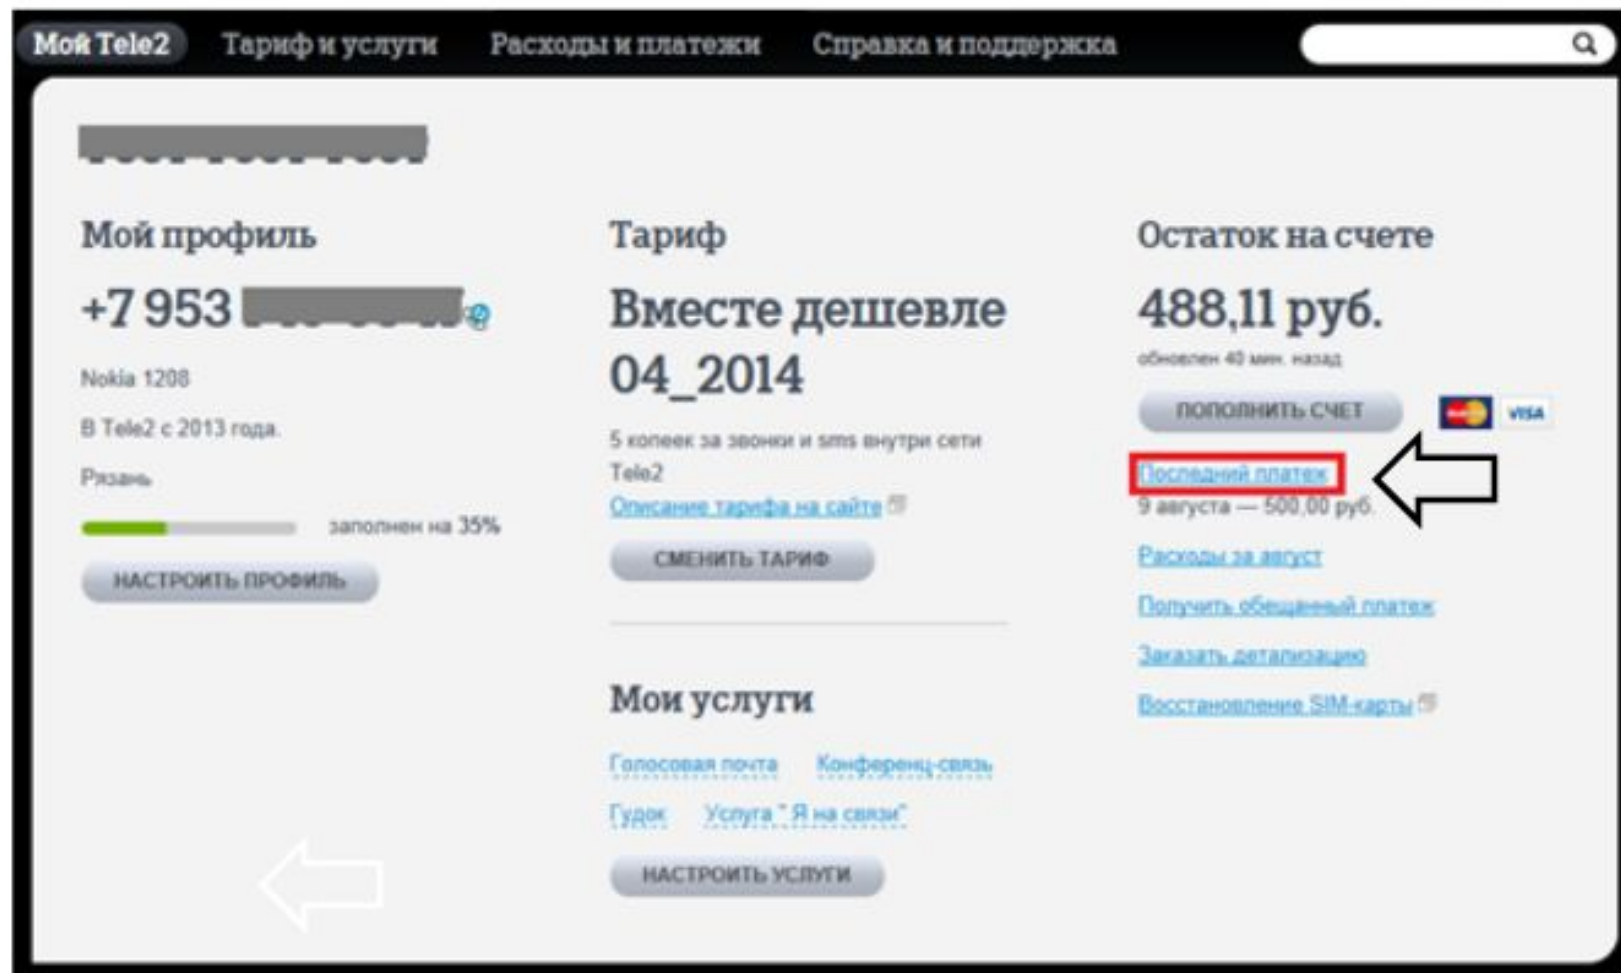 Мой Tele2
Тариф и услуги
Расходы и платежи
Справка и поддержка
Мой профиль
+7 953
Nokia 1208
В Tele2 с 2013 года.
Рязань
заполнен на 35%
НАСТРОИТЬ ПРОФИЛЬ
Тариф
Вместе дешевле
04_2014
5 копеек за звонки и sms внутри сети
Tele2
Описание тарифа на сайте
СМЕНИТЬ ТАРИФ
Мои услуги
Голосовая почта
Конференц-связь
Гудок
Услуга " Я на связи"
НАСТРОИТЬ УСЛУГИ
Остаток на счете
488,11 руб.
обновлен 40 мин. назад
ПОПОЛНИТЬ СЧЕТ
VISA
Последний платеж
9 августа — 500,00 руб.
Расходы за август
Получить обещанный платеж
Заказать детализацию
Восстановление SIM-карты